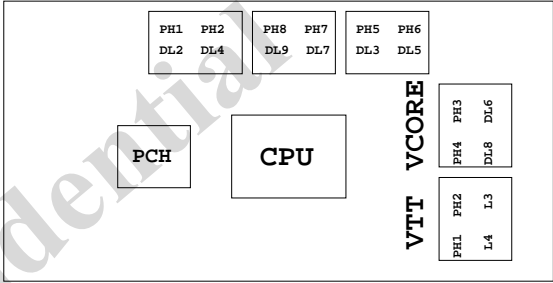 PH1 PH2 PH8 PH7 PH5 PH6
DL2 DL4 DL9 DL7 DL3 DL5
VCORE
PH3 DL6
PH4 DL8
PCH
CPU
VTT
PH2 L3
PH1 L4
dential